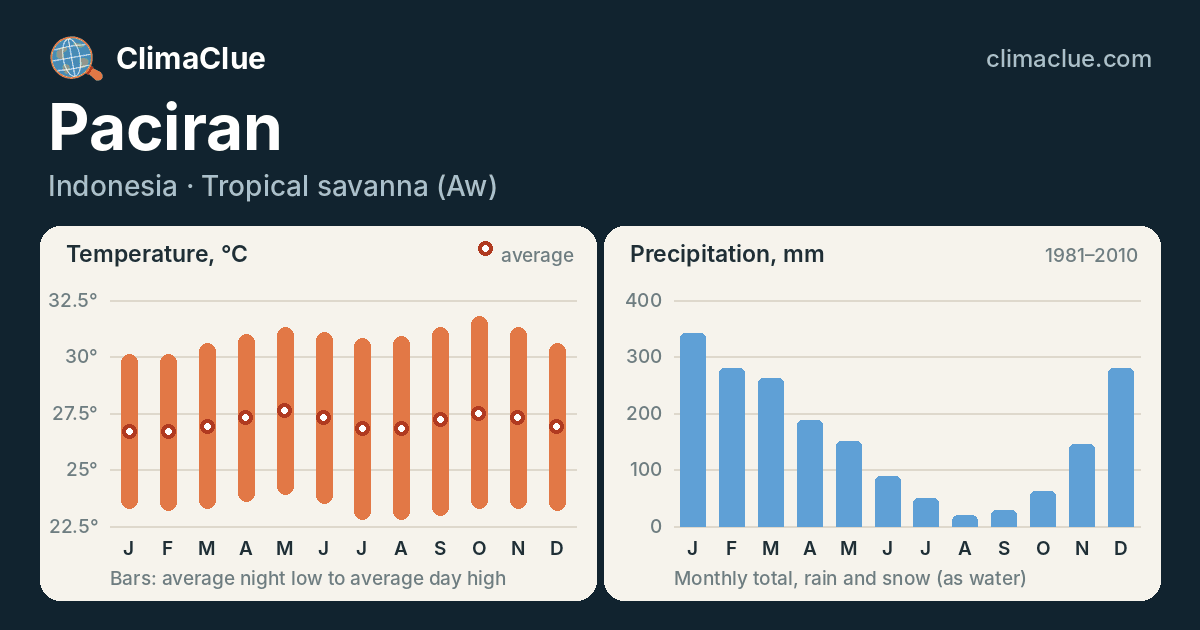 ClimaClue
climaclue.com
Paciran
Indonesia · Tropical savanna (Aw)
Temperature, °C
average
32.5°
30°
27.5°
25°
22.5°
J F M A M J J A S O N D
Bars: average night low to average day high
Precipitation, mm
1981–2010
400
300
200
100
0
J F M A M J J A S O N D
Monthly total, rain and snow (as water)